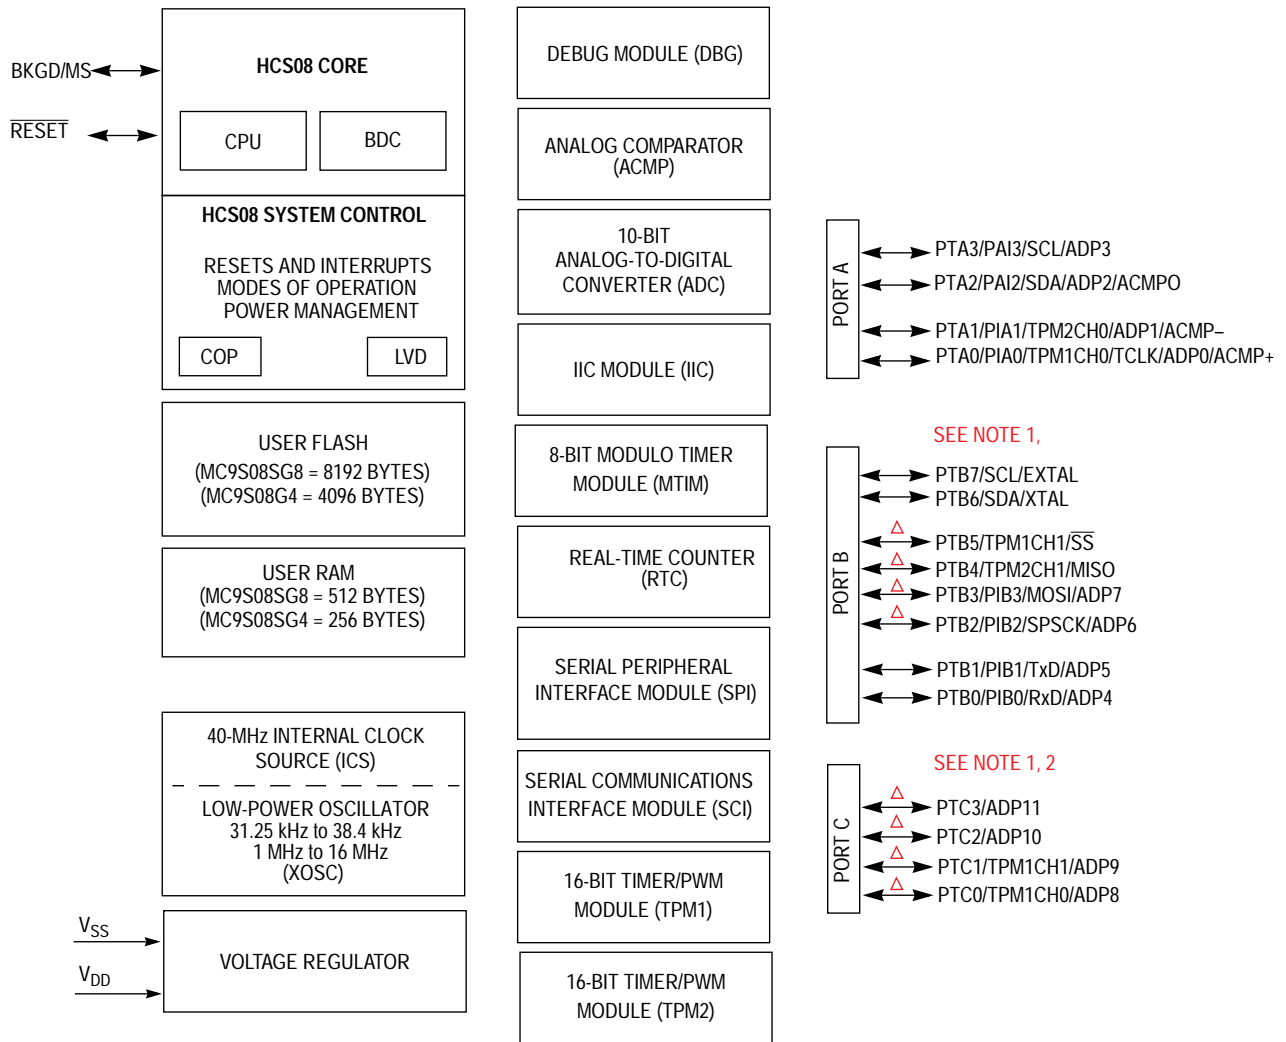 BKGD/MS
RESET
HCS08 CORE
CPU
BDC
HCS08 SYSTEM CONTROL
RESETS AND INTERRUPTS
MODES OF OPERATION
POWER MANAGEMENT
COP
LVD
USER FLASH
(MC9S08SG8 = 8192 BYTES)
(MC9S08G4 = 4096 BYTES)
USER RAM
(MC9S08SG8 = 512 BYTES)
(MC9S08SG4 = 256 BYTES)
40-MHz INTERNAL CLOCK
SOURCE (ICS)
LOW-POWER OSCILLATOR
31.25 kHz to 38.4 kHz
1 MHz to 16 MHz
(XOSC)
VSS
VDD
VOLTAGE REGULATOR
DEBUG MODULE (DBG)
ANALOG COMPARATOR
(ACMP)
10-BIT
ANALOG-TO-DIGITAL
CONVERTER (ADC)
IIC MODULE (IIC)
8-BIT MODULO TIMER
MODULE (MTIM)
REAL-TIME COUNTER
(RTC)
SERIAL PERIPHERAL
INTERFACE MODULE (SPI)
SERIAL COMMUNICATIONS
INTERFACE MODULE (SCI)
16-BIT TIMER/PWM
MODULE (TPM1)
16-BIT TIMER/PWM
MODULE (TPM2)
PORT A
PTA3/PAI3/SCL/ADP3
PTA2/PAI2/SDA/ADP2/ACMPO
PTA1/PIA1/TPM2CH0/ADP1/ACMP–
PTA0/PIA0/TPM1CH0/TCLK/ADP0/ACMP+
SEE NOTE 1,
PORT B
PTB7/SCL/EXTAL
PTB6/SDA/XTAL
PTB5/TPM1CH1/SS
PTB4/TPM2CH1/MISO
PTB3/PIB3/MOSI/ADP7
PTB2/PIB2/SPSCK/ADP6
PTB1/PIB1/TxD/ADP5
PTB0/PIB0/RxD/ADP4
SEE NOTE 1, 2
PORT C
PTC3/ADP11
PTC2/ADP10
PTC1/TPM1CH1/ADP9
PTC0/TPM1CH0/ADP8